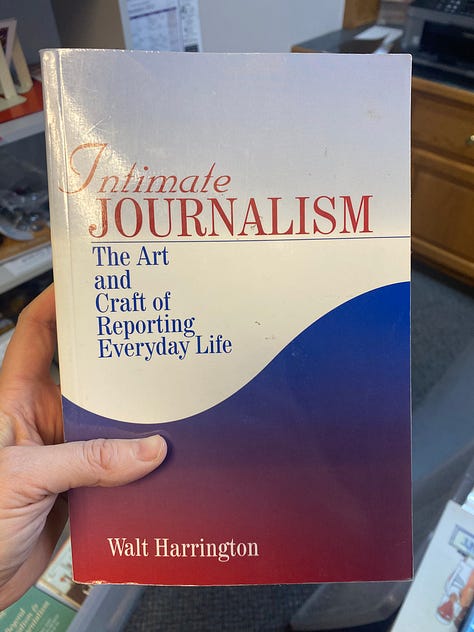 Intimate
JOURNALISM
The Art
and
Craft of
Reporting
Everyday Life
Walt Harrington